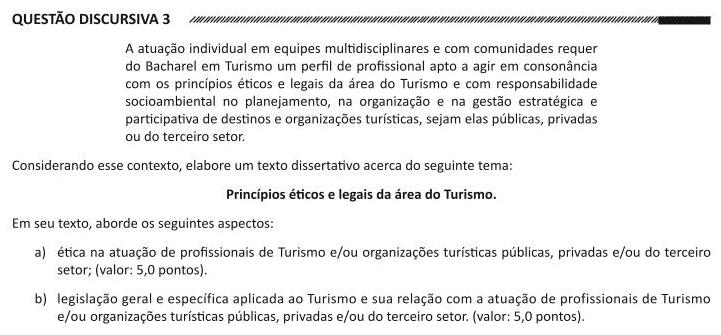 QUESTÃO DISCURSIVA 3
A atuação individual em equipes multidisciplinares e com comunidades requer
do Bacharel em Turismo um perfil de profissional apto a agir em consonância
com os princípios éticos e legais da área do Turismo e com responsabilidade
socioambiental no planejamento, na organização e na gestão estratégica e
participativa de destinos e organizações turísticas, sejam elas públicas, privadas
ou do terceiro setor.
Considerando esse contexto, elabore um texto dissertativo acerca do seguinte tema:
Princípios éticos e legais da área do Turismo.
Em seu texto, aborde os seguintes aspectos:
a) ética na atuação de profissionais de Turismo e/ou organizações turísticas públicas, privadas e/ou do terceiro
setor; (valor: 5,0 pontos).
b) legislação geral e específica aplicada ao Turismo e sua relação com a atuação de profissionais de Turismo
e/ou organizações turísticas públicas, privadas e/ou do terceiro setor. (valor: 5,0 pontos).